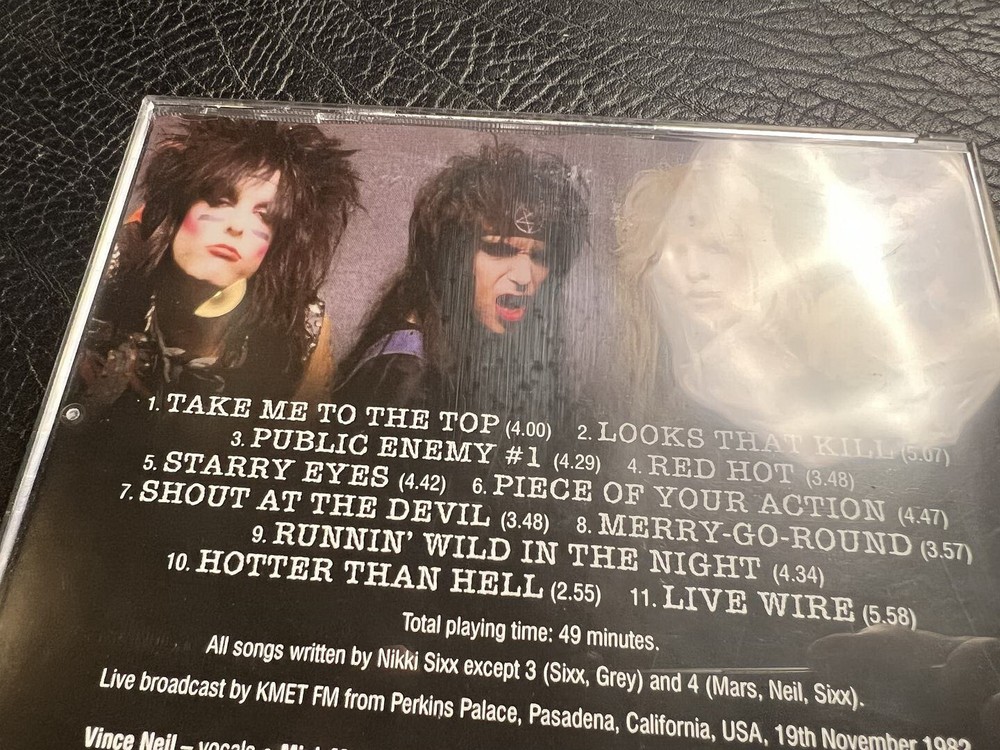 1. TAKE ME TO THE TOP (4.00) 2. LOOKS THAT KILL (5.07)
3. PUBLIC ENEMY #1 (4.29) 4. RED HOT (3.48)
5. STARRY EYES (4.42) 6. PIECE OF YOUR ACTION (4.47)
7. SHOUT AT THE DEVIL (3.48) 8. MERRY-GO-ROUND (3.57)
9. RUNNIN' WILD IN THE NIGHT (4.34)
10. HOTTER THAN HELL (2.55) 11. LIVE WIRE (5.58)
Total playing time: 49 minutes.
All songs written by Nikki Sixx except 3 (Sixx, Grey) and 4 (Mars, Neil, Sixx).
Live broadcast by KMET FM from Perkins Palace, Pasadena, California, USA, 19th November
Vince Neil – vocals •